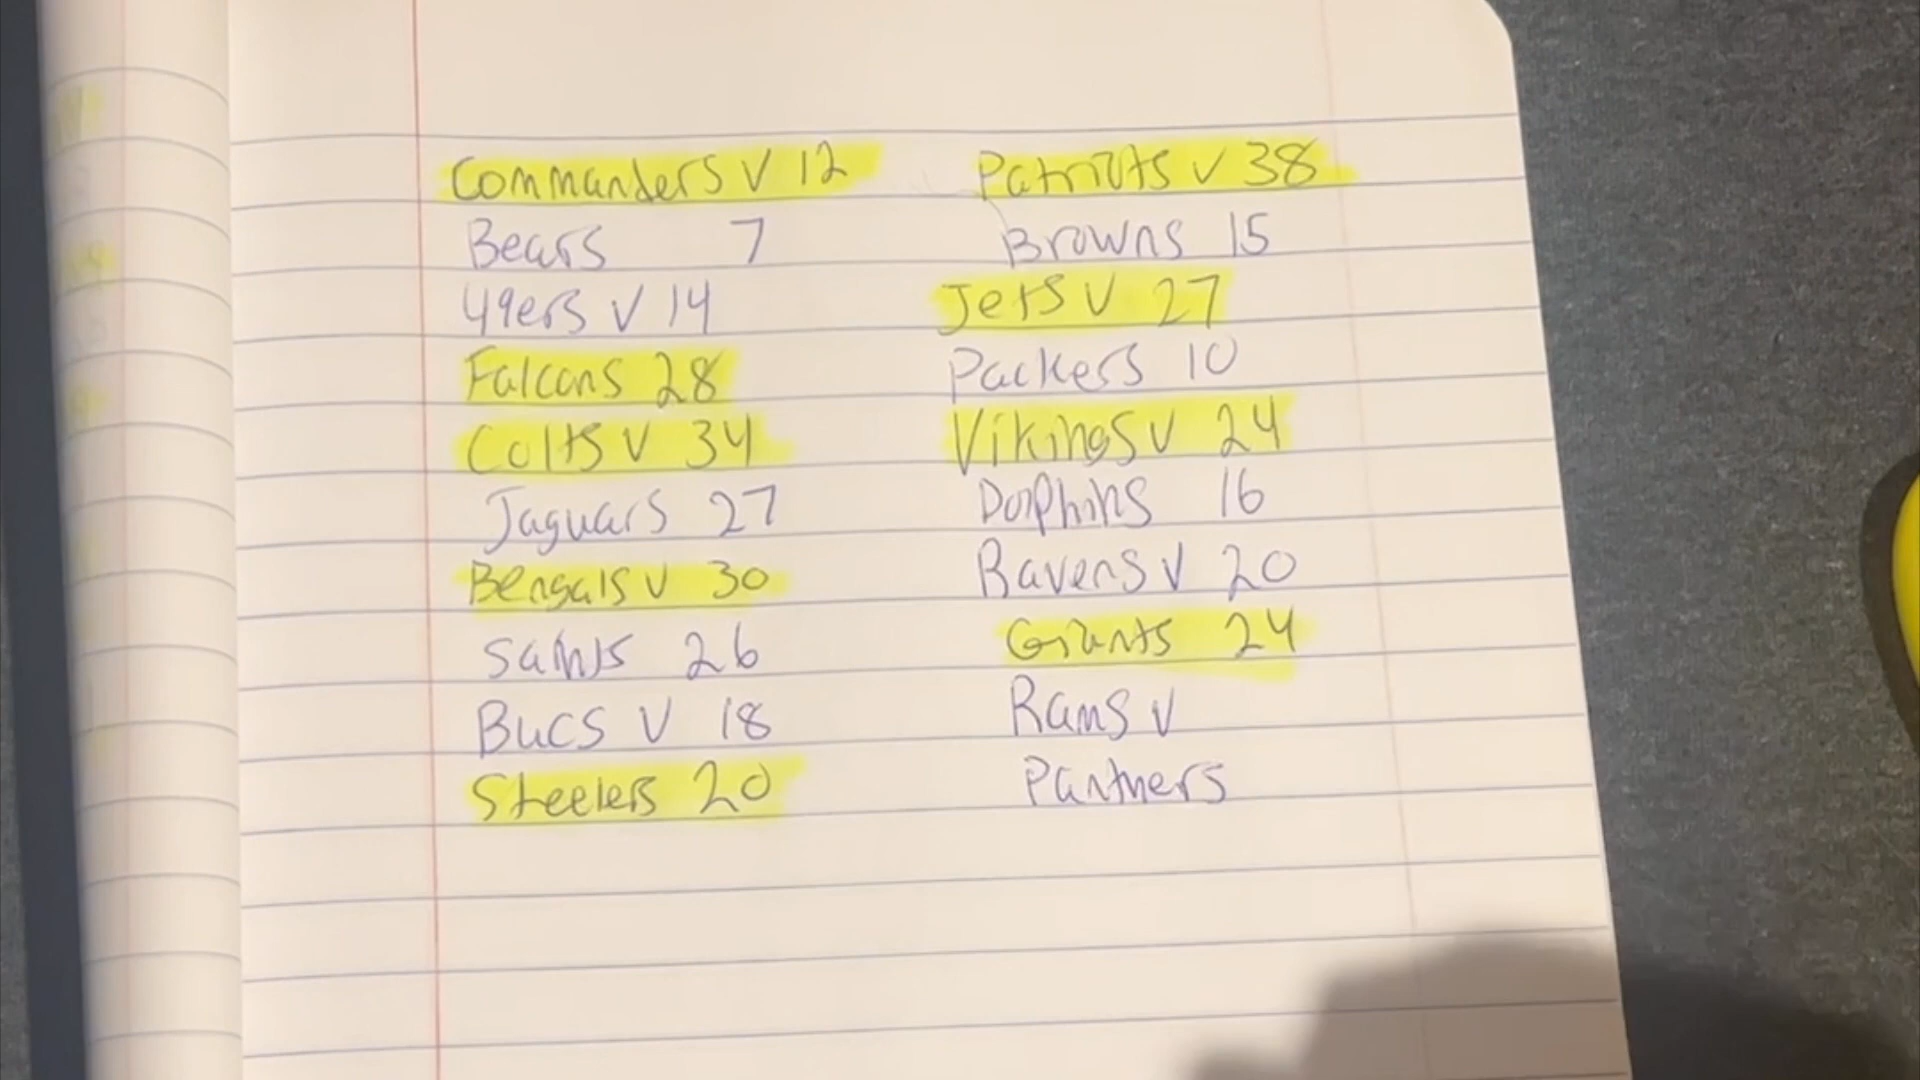 Commanders v 12
Bears 7
49ers v 14
Falcons 28
Colts v 34
Jaguars 27
Bengals v 30
Saints 26
Bucs v 18
Steelers 20
Patriots v 38
Browns 15
Jets v 27
Packers 10
Vikings v 24
Dolphins 16
Ravens v 20
Giants 24
Rams v
Panthers